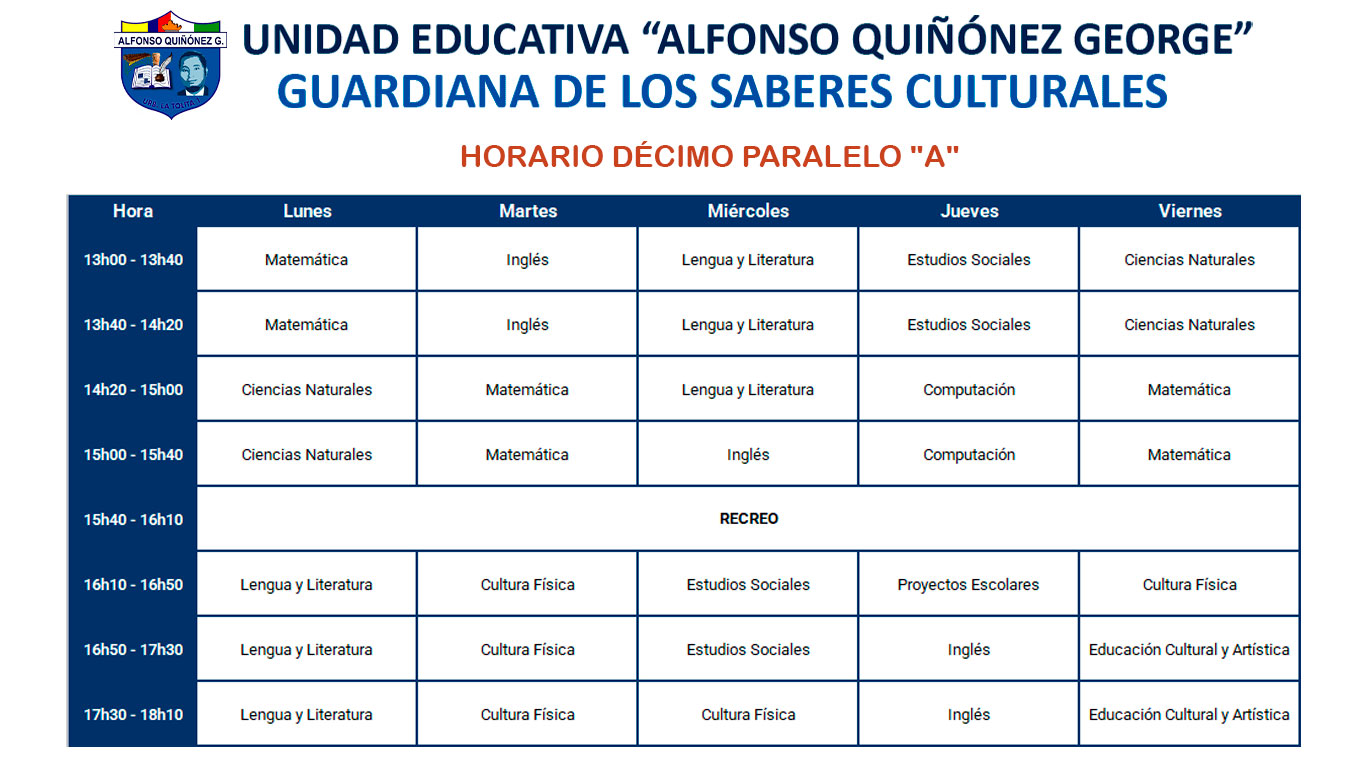 ALFONSO QUIÑÓNEZ G.
URB. LA TOLITA 1
UNIDAD EDUCATIVA “ALFONSO QUIÑÓNEZ GEORGE”
GUARDIANA DE LOS SABERES CULTURALES
HORARIO DÉCIMO PARALELO "A"
Hora Lunes Martes Miércoles Jueves Viernes
13h00 - 13h40 Matemática Inglés Lengua y Literatura Estudios Sociales Ciencias Naturales
13h40 - 14h20 Matemática Inglés Lengua y Literatura Estudios Sociales Ciencias Naturales
14h20 - 15h00 Ciencias Naturales Matemática Lengua y Literatura Computación Matemática
15h00 - 15h40 Ciencias Naturales Matemática Inglés Computación Matemática
15h40 - 16h10 RECREO
16h10 - 16h50 Lengua y Literatura Cultura Física Estudios Sociales Proyectos Escolares Cultura Física
16h50 - 17h30 Lengua y Literatura Cultura Física Estudios Sociales Inglés Educación Cultural y Artística
17h30 - 18h10 Lengua y Literatura Cultura Física Cultura Física Inglés Educación Cultural y Artística